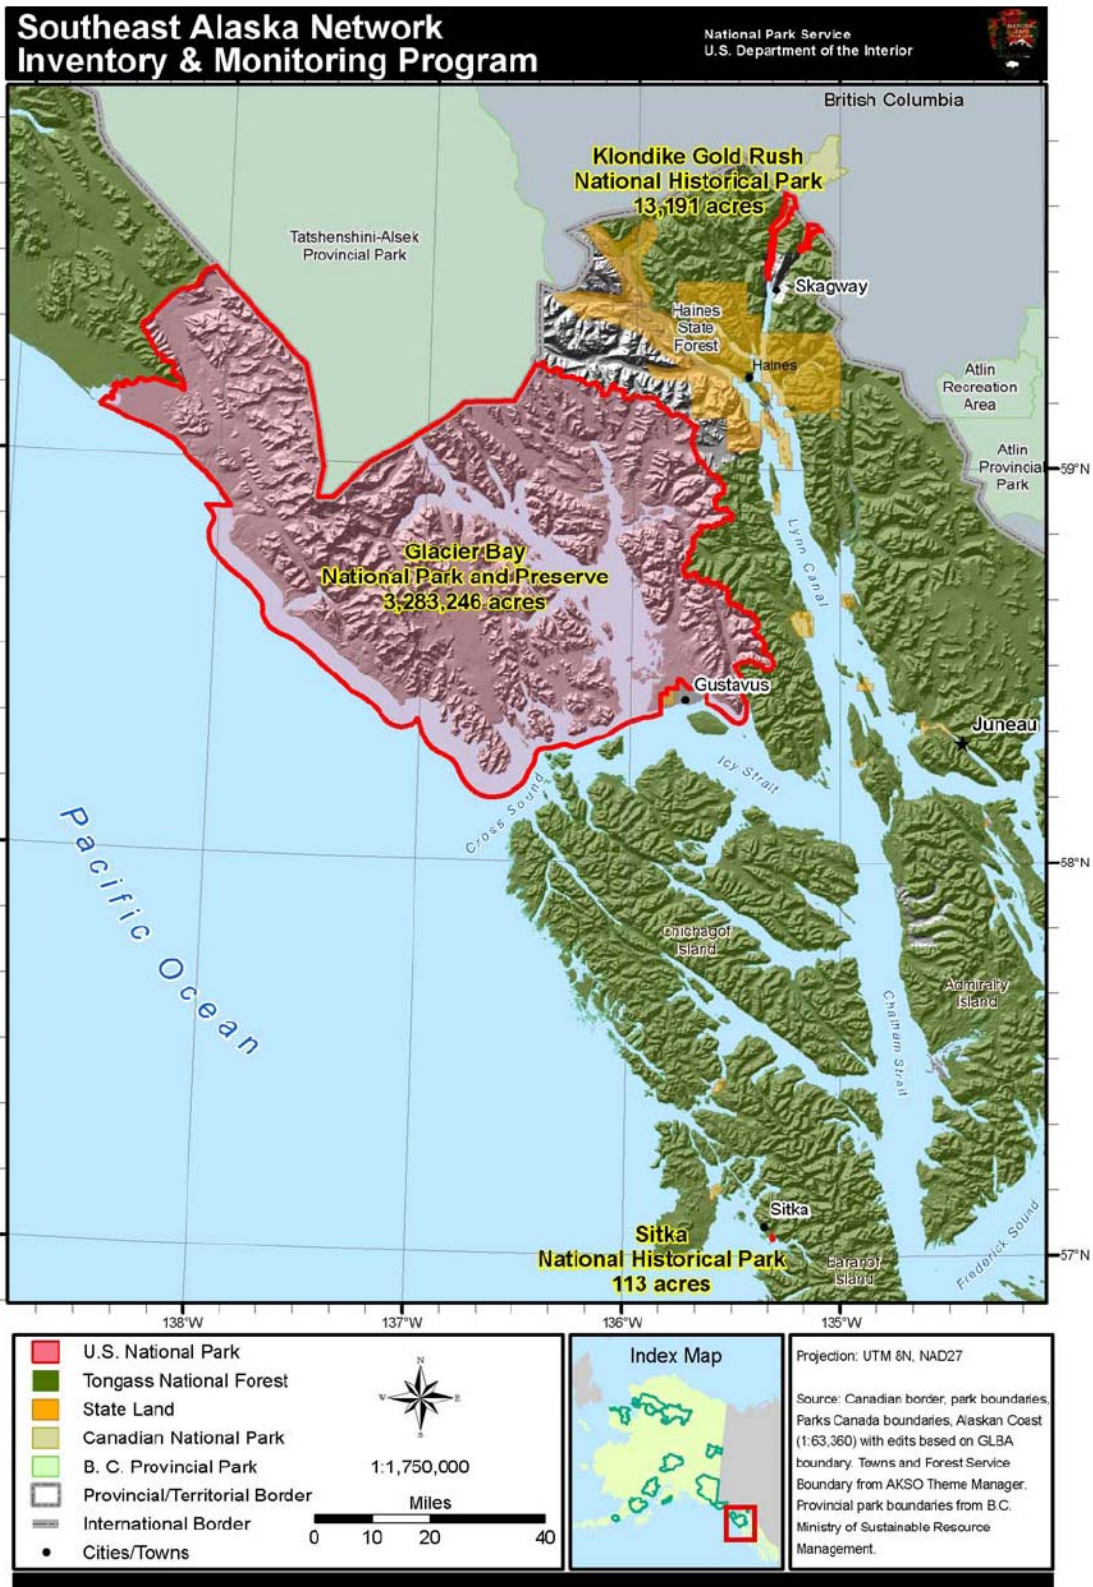 Southeast Alaska Network
Inventory & Monitoring Program
National Park Service
U.S. Department of the Interior
British Columbia
Klondike Gold Rush
National Historical Park
13,191 acres
Tatshenshini-Alsek
Provincial Park
Skagway
Haines
State
Forest
Haines
Atlin
Recreation
Area
Atlin
Provincial
Park
59°N
Lynn Canal
Glacier Bay
National Park and Preserve
3,283,246 acres
Gustavus
Juneau
Icy Strait
Cross Sound
Pacific Ocean
58°N
Chichagof
Island
Admiralty
Island
Chatham Strait
Sitka
Sitka
National Historical Park
113 acres
Baranof
Island
Frederick Sound
57°N
138°W
137°W
136°W
135°W
U.S. National Park
Tongass National Forest
State Land
Canadian National Park
B. C. Provincial Park
Provincial/Territorial Border
International Border
Cities/Towns
N
W
E
S
1:1,750,000
Miles
0 10 20 40
Index Map
Projection: UTM 8N, NAD27
Source: Canadian border, park boundaries,
Parks Canada boundaries, Alaskan Coast
(1:63,360) with edits based on GLBA
boundary. Towns and Forest Service
Boundary from AKSO Theme Manager.
Provincial park boundaries from B.C.
Ministry of Sustainable Resource
Management.